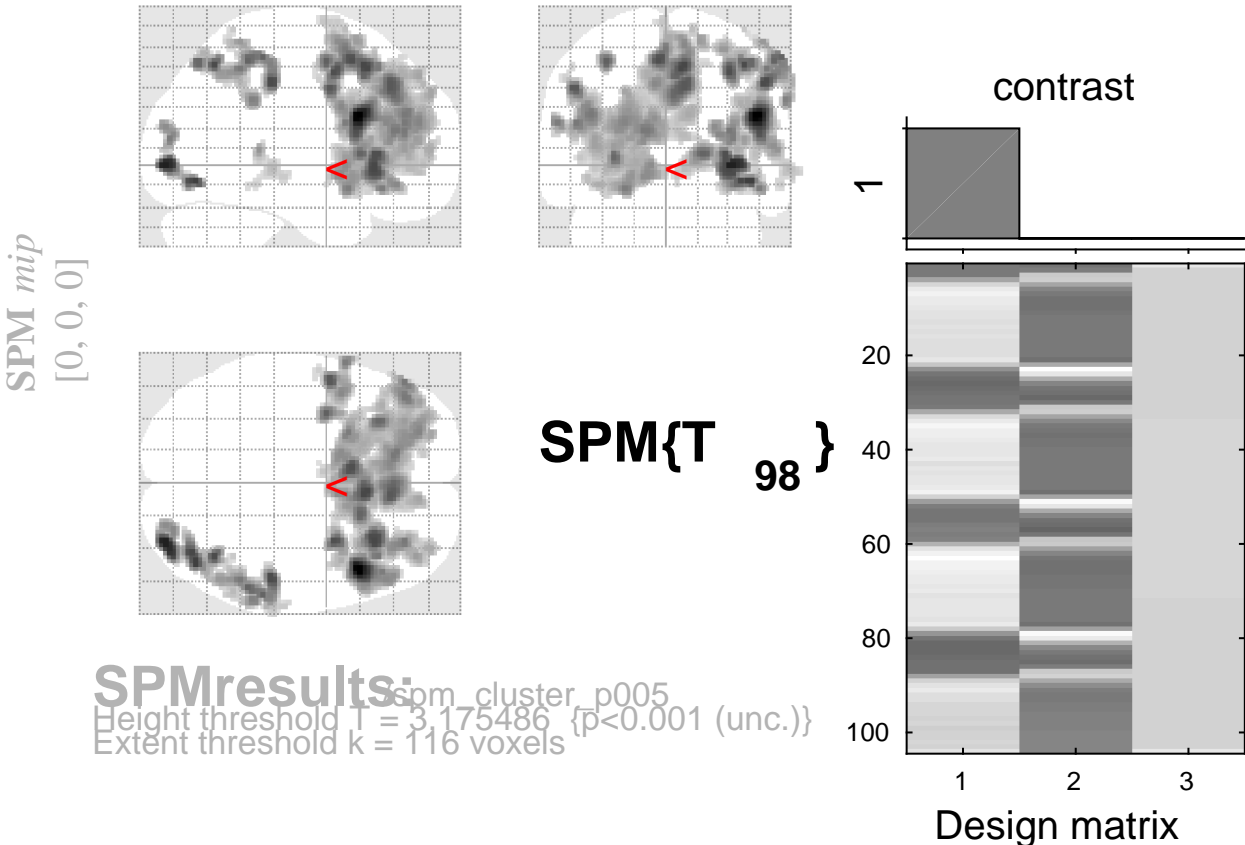 SPM mip
[0, 0, 0]
<
<
<
SPM{T 98 }
SPMresults: ./spm_cluster_p005
Height threshold T = 3.175486 {p<0.001 (unc.)}
Extent threshold k = 116 voxels
contrast
1
20
40
60
80
100
1 2 3
Design matrix